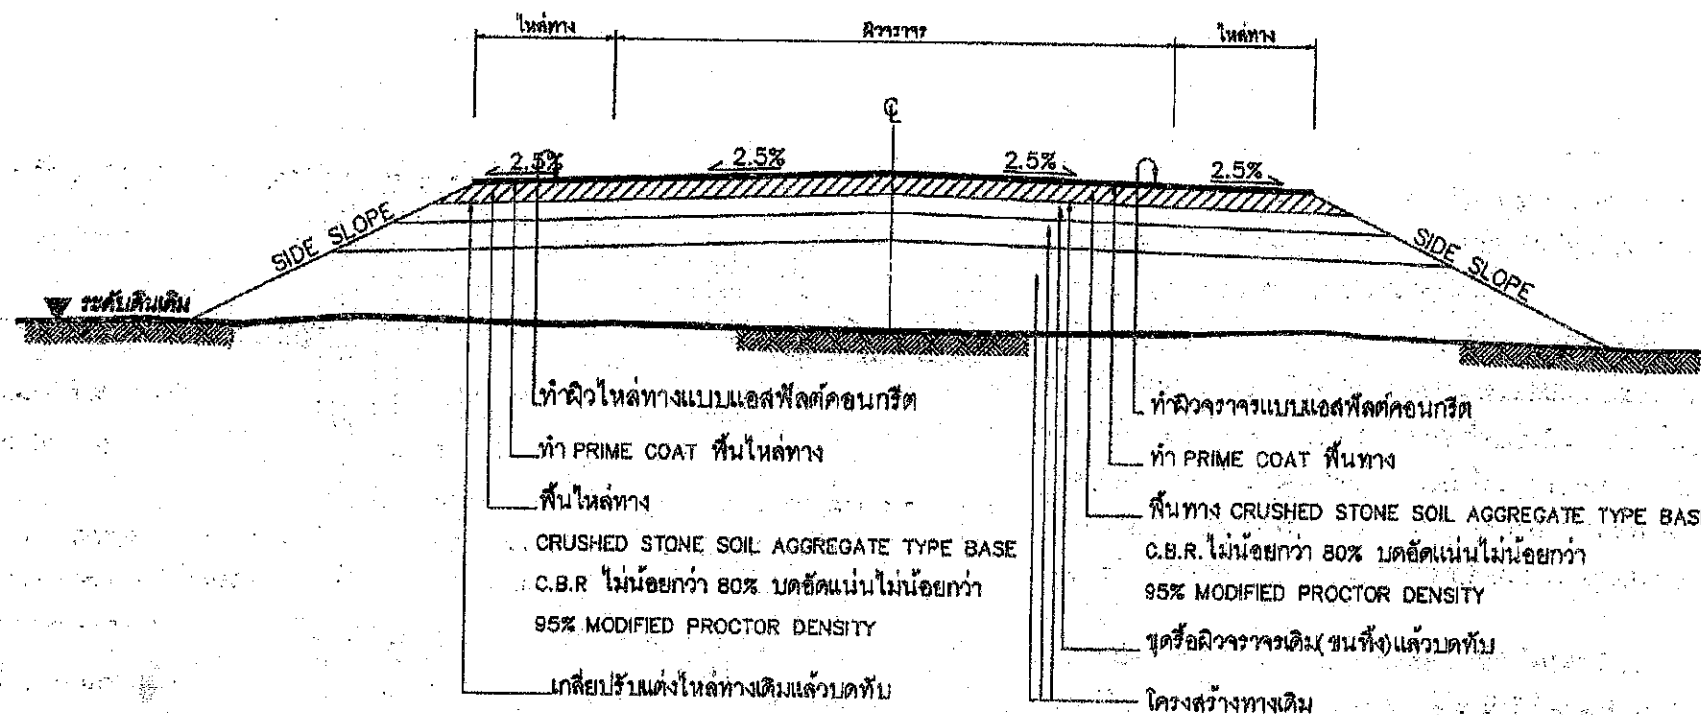 ไหล่ทาง ผิวจราจร ไหล่ทาง
℄
2.5% 2.5% 2.5% 2.5%
SIDE SLOPE SIDE SLOPE
ระดับดินเดิม
ทำผิวไหล่ทางแบบแอสฟัลต์คอนกรีต
ทำ PRIME COAT พื้นไหล่ทาง
พื้นไหล่ทาง
CRUSHED STONE SOIL AGGREGATE TYPE BASE
C.B.R ไม่น้อยกว่า 80% บดอัดแน่นไม่น้อยกว่า
95% MODIFIED PROCTOR DENSITY
เกลี่ยปรับแต่งไหล่ทางเดิมแล้วบดทับ
ทำผิวจราจรแบบแอสฟัลต์คอนกรีต
ทำ PRIME COAT พื้นทาง
พื้นทาง CRUSHED STONE SOIL AGGREGATE TYPE BAS
C.B.R. ไม่น้อยกว่า 80% บดอัดแน่นไม่น้อยกว่า
95% MODIFIED PROCTOR DENSITY
ขุดรื้อผิวจราจรเดิม(ขนทิ้ง)แล้วบดทับ
โครงสร้างทางเดิม